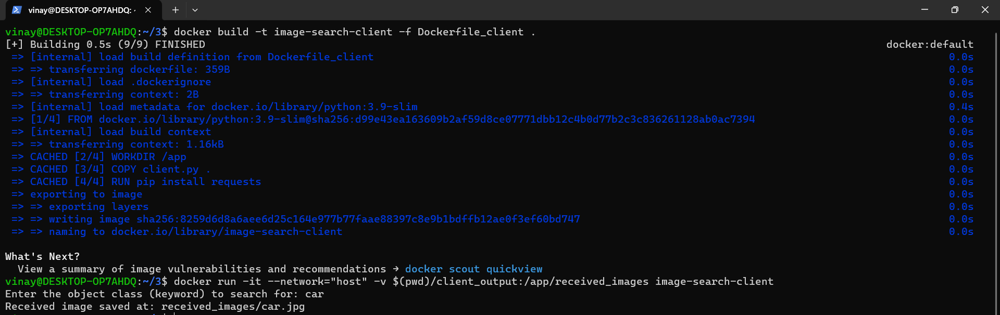 vinay@DESKTOP-OP7AHDQ: ~
vinay@DESKTOP-OP7AHDQ:~/3$ docker build -t image-search-client -f Dockerfile_client .
[+] Building 0.5s (9/9) FINISHED docker:default
=> [internal] load build definition from Dockerfile_client 0.0s
=> => transferring dockerfile: 359B 0.0s
=> [internal] load .dockerignore 0.0s
=> => transferring context: 2B 0.0s
=> [internal] load metadata for docker.io/library/python:3.9-slim 0.4s
=> [1/4] FROM docker.io/library/python:3.9-slim@sha256:d99e43ea163609b2af59d8ce07771dbb12c4b0d77b2c3c836261128ab0ac7394 0.0s
=> [internal] load build context 0.0s
=> => transferring context: 1.16kB 0.0s
=> CACHED [2/4] WORKDIR /app 0.0s
=> CACHED [3/4] COPY client.py . 0.0s
=> CACHED [4/4] RUN pip install requests 0.0s
=> exporting to image 0.0s
=> => exporting layers 0.0s
=> => writing image sha256:8259d6d8a6aee6d25c164e977b77faae88397c8e9b1bdffb12ae0f3ef60bd747 0.0s
=> => naming to docker.io/library/image-search-client 0.0s
What's Next?
View a summary of image vulnerabilities and recommendations → docker scout quickview
vinay@DESKTOP-OP7AHDQ:~/3$ docker run -it --network="host" -v $(pwd)/client_output:/app/received_images image-search-client
Enter the object class (keyword) to search for: car
Received image saved at: received_images/car.jpg